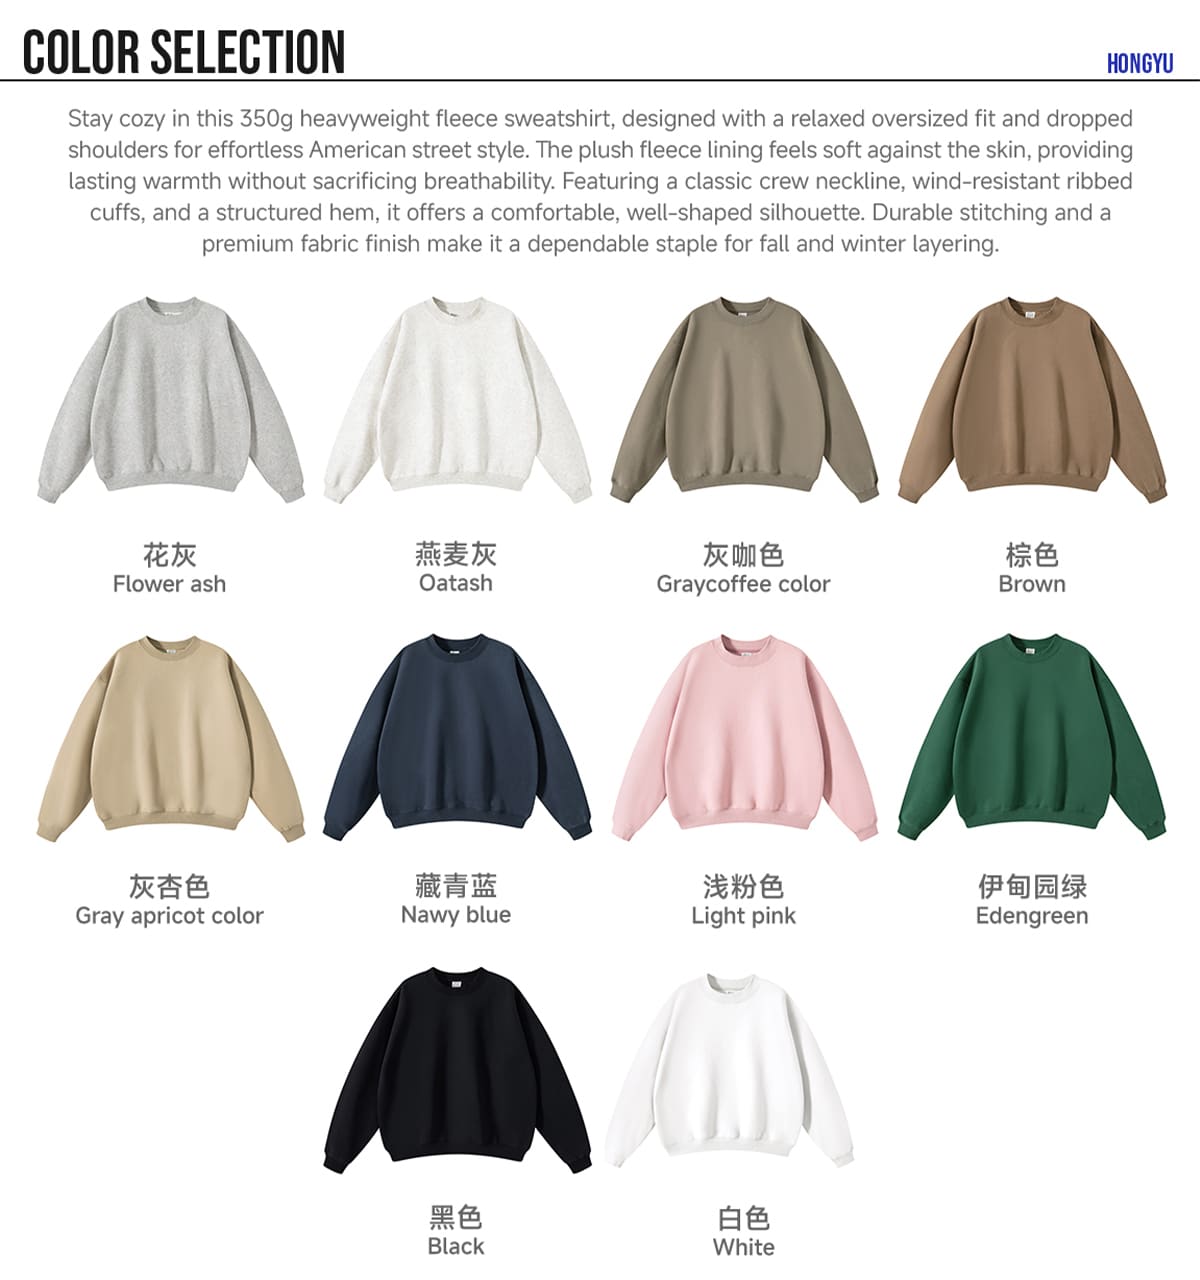 COLOR SELECTION
HONGYU
Stay cozy in this 350g heavyweight fleece sweatshirt, designed with a relaxed oversized fit and dropped
shoulders for effortless American street style. The plush fleece lining feels soft against the skin, providing
lasting warmth without sacrificing breathability. Featuring a classic crew neckline, wind-resistant ribbed
cuffs, and a structured hem, it offers a comfortable, well-shaped silhouette. Durable stitching and a
premium fabric finish make it a dependable staple for fall and winter layering.
花灰
Flower ash
燕麦灰
Oatash
灰咖色
Graycoffee color
棕色
Brown
灰杏色
Gray apricot color
藏青蓝
Nawy blue
浅粉色
Light pink
伊甸园绿
Edengreen
黑色
Black
白色
White